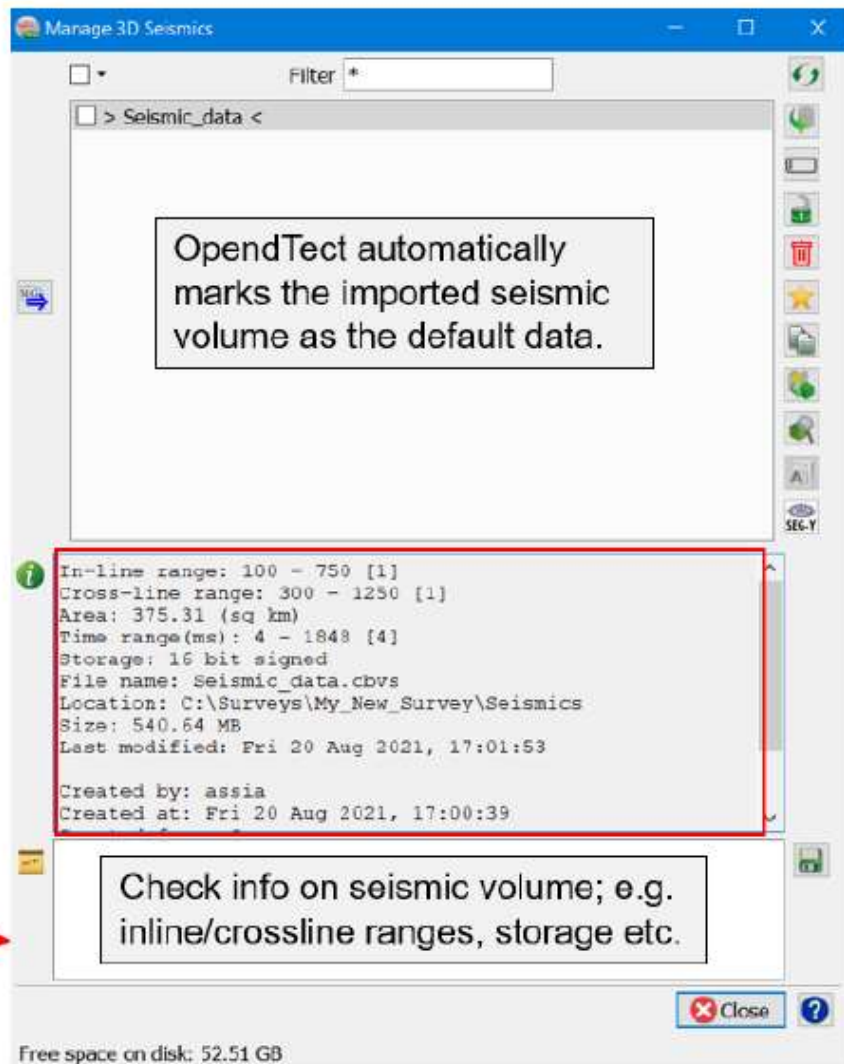 Manage 3D Seismics
Filter *
> Seismic_data <
OpendTect automatically
marks the imported seismic
volume as the default data.
SEG-Y
In-line range: 100 - 750 [1]
Cross-line range: 300 - 1250 [1]
Area: 375.31 (sq km)
Time range(ms): 4 - 1848 [4]
Storage: 16 bit signed
File name: Seismic_data.cbvs
Location: C:\Surveys\My_New_Survey\Seismics
Size: 540.64 MB
Last modified: Fri 20 Aug 2021, 17:01:53
Created by: assia
Created at: Fri 20 Aug 2021, 17:00:39
Check info on seismic volume; e.g.
inline/crossline ranges, storage etc.
Close
Free space on disk: 52.51 GB